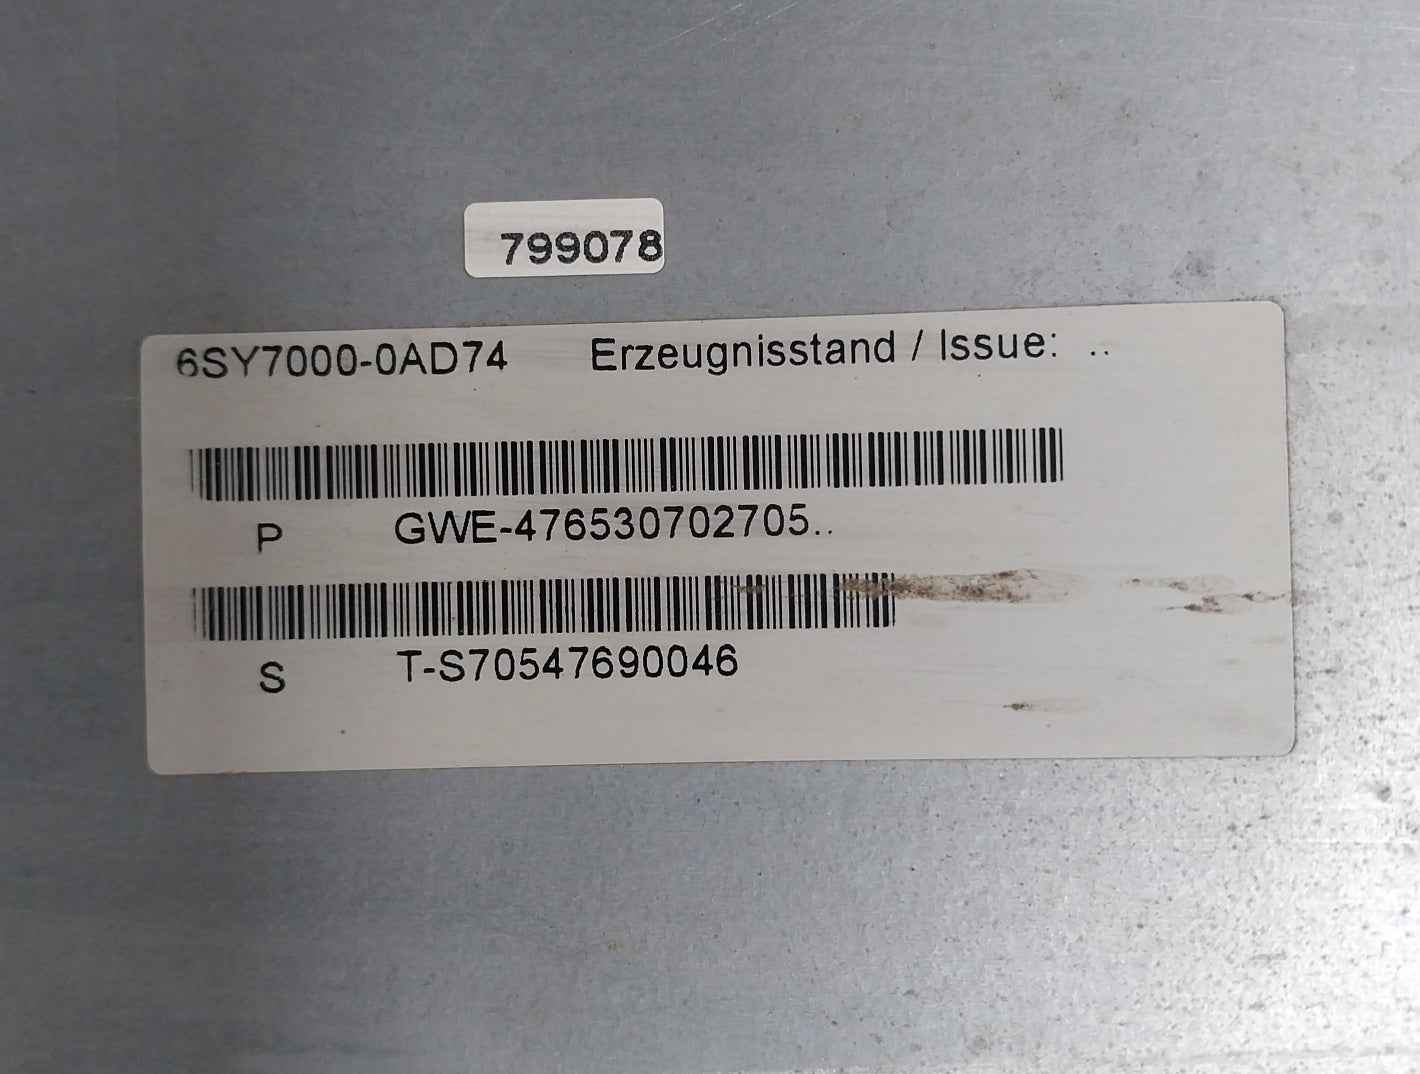 799078
6SY7000-0AD74 Erzeugnisstand / Issue: ..
P GWE-476530702705..
S T-S70547690046